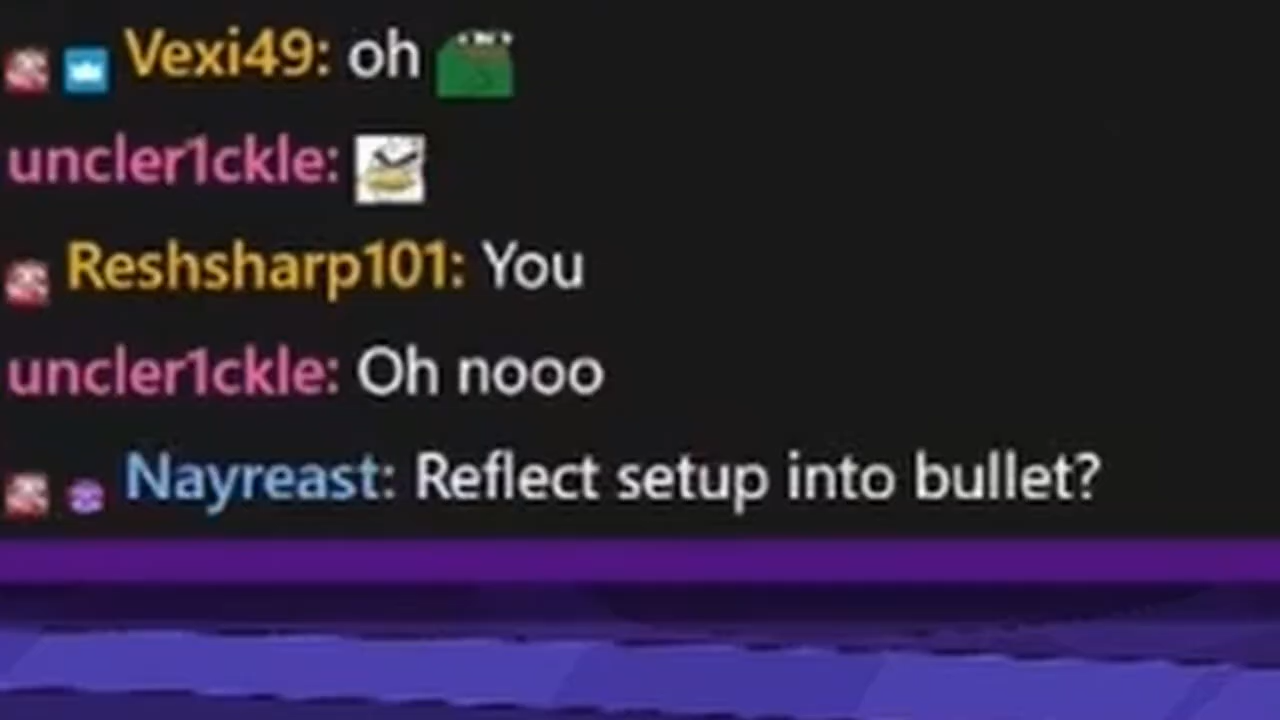 Vexi49: oh
uncler1ckle:
Reshsharp101: You
uncler1ckle: Oh nooo
Nayreast: Reflect setup into bullet?